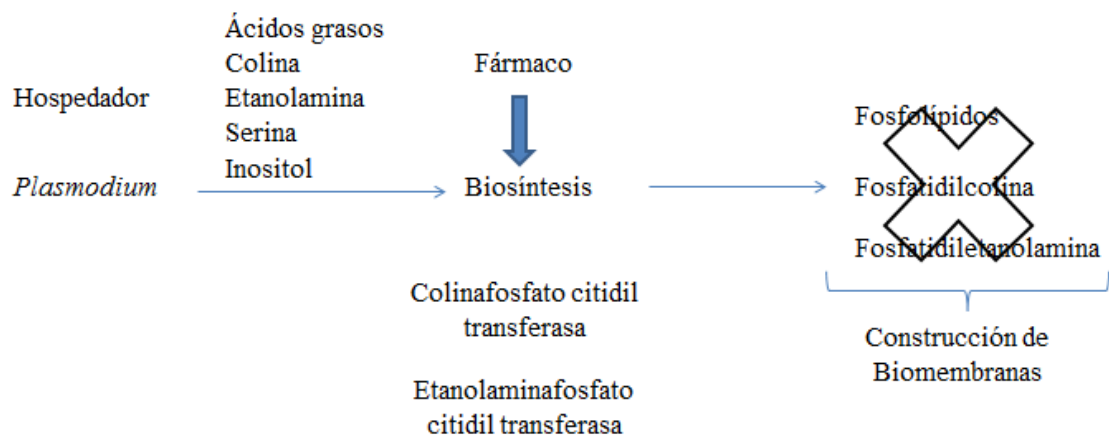 Ácidos grasos
Colina
Etanolamina
Serina
Inositol
Hospedador
Plasmodium
Fármaco
Biosíntesis
Colinafosfato citidil
transferasa
Etanolaminafosfato
citidil transferasa
Fosfolípidos
Fosfatidilcolina
Fosfatidiletanolamina
Construcción de
Biomembranas